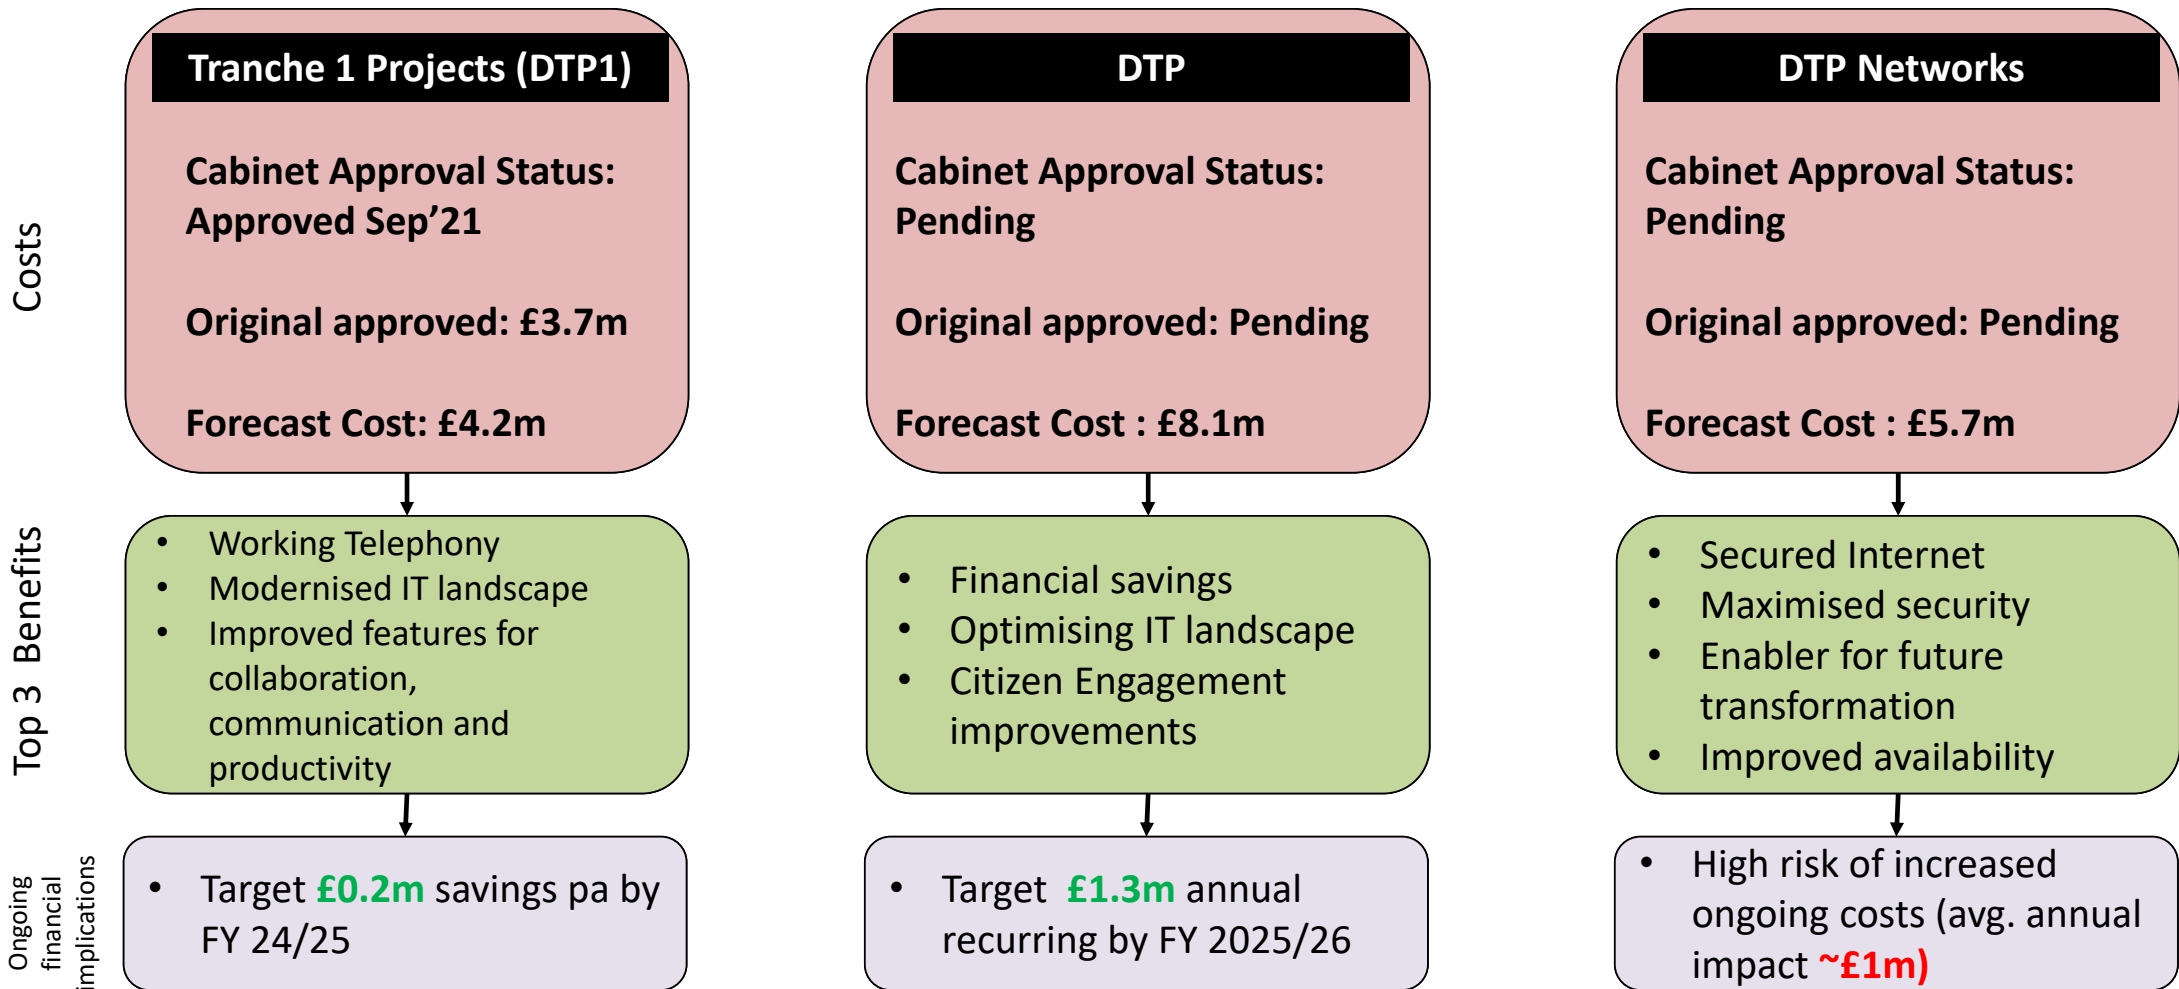 Costs
Tranche 1 Projects (DTP1)
Cabinet Approval Status:
Approved Sep’21
Original approved: £3.7m
Forecast Cost: £4.2m
DTP
Cabinet Approval Status:
Pending
Original approved: Pending
Forecast Cost : £8.1m
DTP Networks
Cabinet Approval Status:
Pending
Original approved: Pending
Forecast Cost : £5.7m
Top 3 Benefits
• Working Telephony
• Modernised IT landscape
• Improved features for
collaboration,
communication and
productivity
• Financial savings
• Optimising IT landscape
• Citizen Engagement
improvements
• Secured Internet
• Maximised security
• Enabler for future
transformation
• Improved availability
Ongoing
financial
implications
• Target £0.2m savings pa by
FY 24/25
• Target £1.3m annual
recurring by FY 2025/26
• High risk of increased
ongoing costs (avg. annual
impact ~£1m)